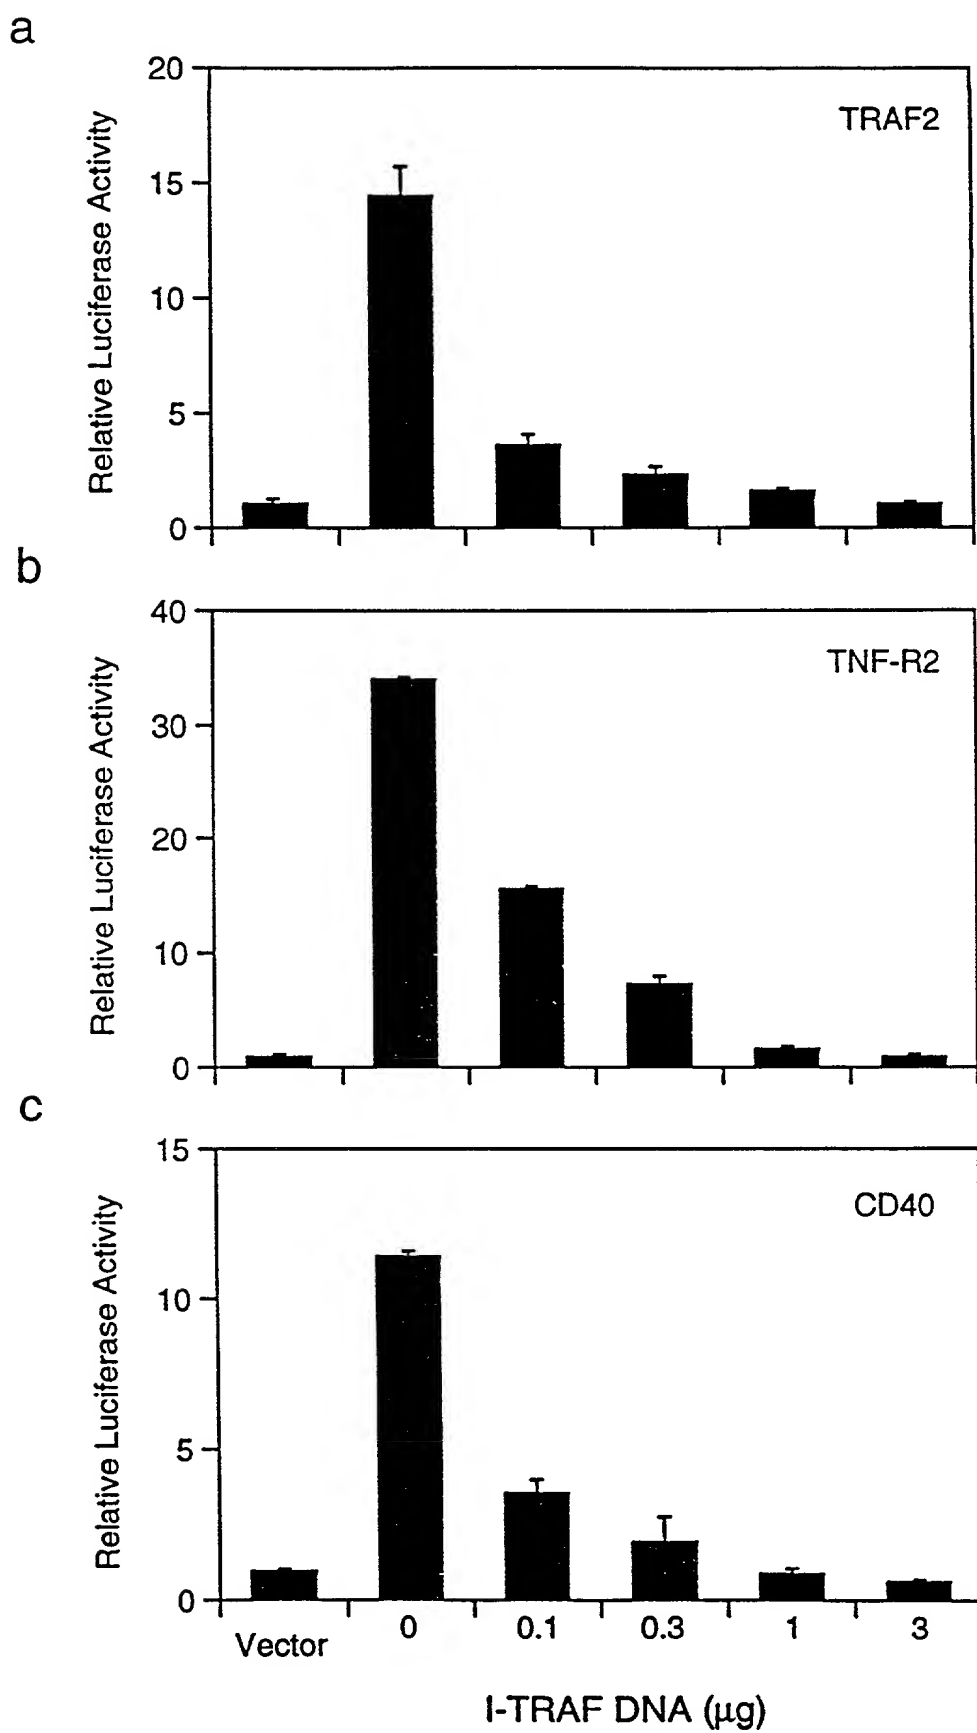 a
20
TRAF2
15
10
5
0
Relative Luciferase Activity
b
40
TNF-R2
30
20
10
0
Relative Luciferase Activity
c
15
CD40
10
5
0
Relative Luciferase Activity
Vector 0 0.1 0.3 1 3
I-TRAF DNA (μg)